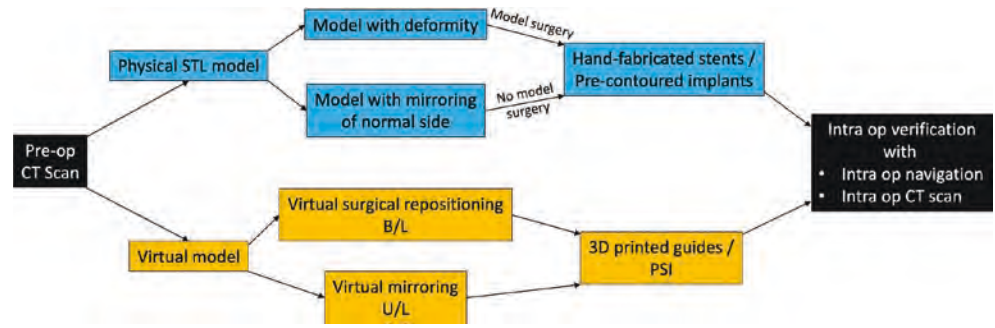 Model with deformity
Model surgery
Physical STL model
Hand-fabricated stents /
Pre-contoured implants
Model with mirroring
of normal side
No model
surgery
Pre-op
CT Scan
Intra op verification
with
• Intra op navigation
• Intra op CT scan
Virtual surgical repositioning
B/L
Virtual model
3D printed guides /
PSI
Virtual mirroring
U/L